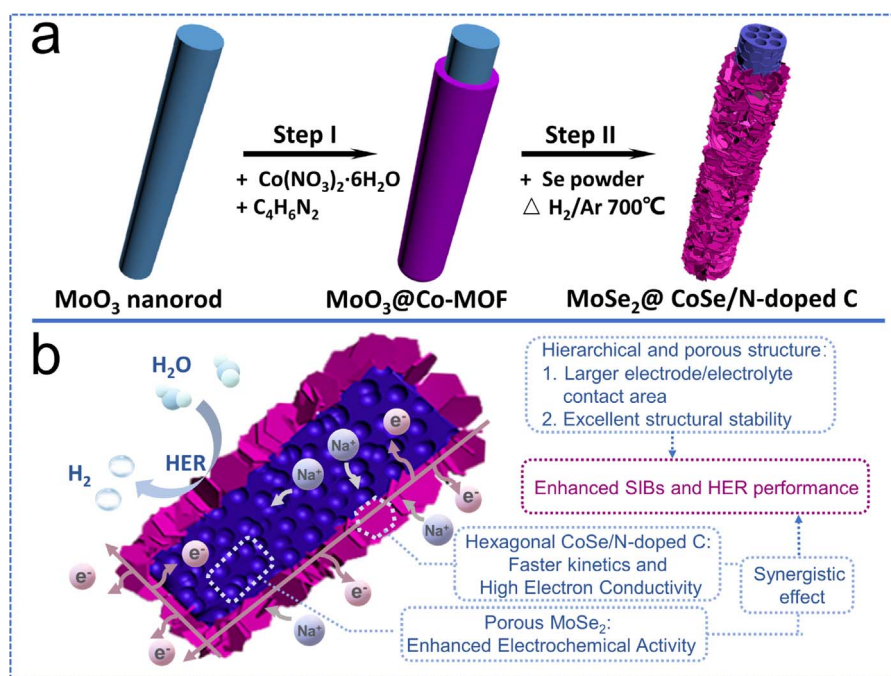 a
Step I
+ Co(NO₃)₂·6H₂O
+ C₄H₆N₂
Step II
+ Se powder
△ H₂/Ar 700℃
MoO₃ nanorod
MoO₃@Co-MOF
MoSe₂@ CoSe/N-doped C
b
H₂O
H₂
HER
Na⁺
Na⁺
e⁻
e⁻
Na⁺
e⁻
e⁻
e⁻
e⁻
Na⁺
Hierarchical and porous structure:
1. Larger electrode/electrolyte
contact area
2. Excellent structural stability
Enhanced SIBs and HER performance
Hexagonal CoSe/N-doped C:
Faster kinetics and
High Electron Conductivity
Synergistic
effect
Porous MoSe₂:
Enhanced Electrochemical Activity